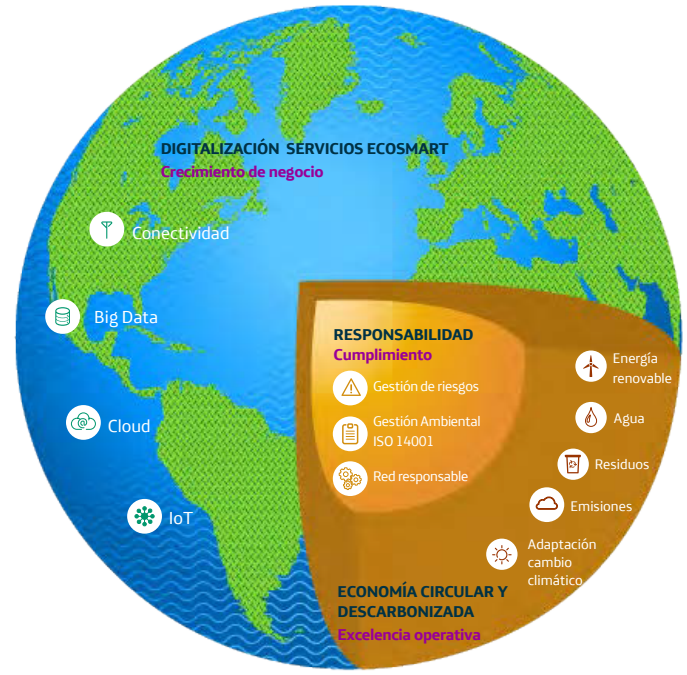 DIGITALIZACIÓN SERVICIOS ECOSMART
Crecimiento de negocio
Conectividad
Big Data
Cloud
IoT
RESPONSABILIDAD
Cumplimiento
Gestión de riesgos
Gestión Ambiental
ISO 14001
Red responsable
Energía
renovable
Agua
Residuos
Emisiones
Adaptación
cambio
climático
ECONOMÍA CIRCULAR Y
DESCARBONIZADA
Excelencia operativa